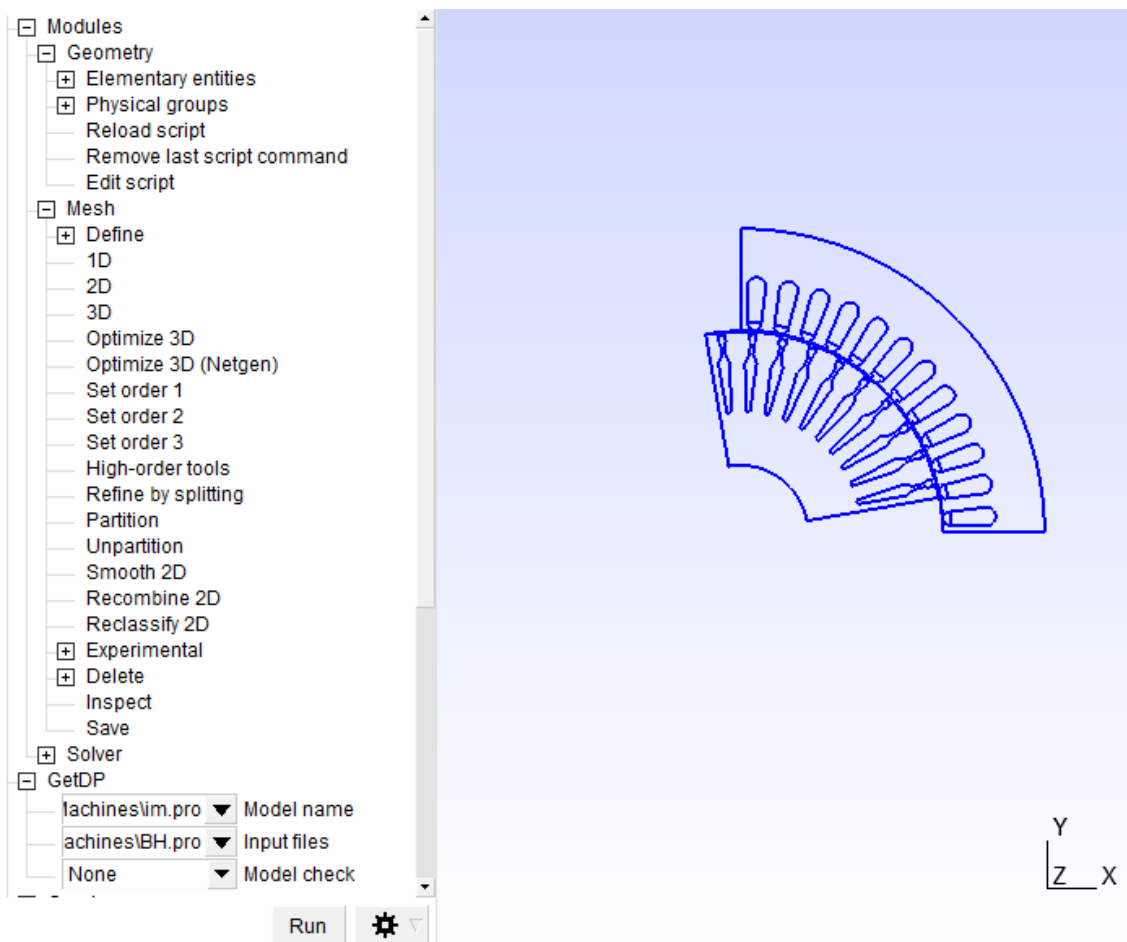 Modules
Geometry
Elementary entities
Physical groups
Reload script
Remove last script command
Edit script
Mesh
Define
1D
2D
3D
Optimize 3D
Optimize 3D (Netgen)
Set order 1
Set order 2
Set order 3
High-order tools
Refine by splitting
Partition
Unpartition
Smooth 2D
Recombine 2D
Reclassify 2D
Experimental
Delete
Inspect
Save
Solver
GetDP
achines\im.pro Model name
achines\BH.pro Input files
None Model check
Run
Y
Z X